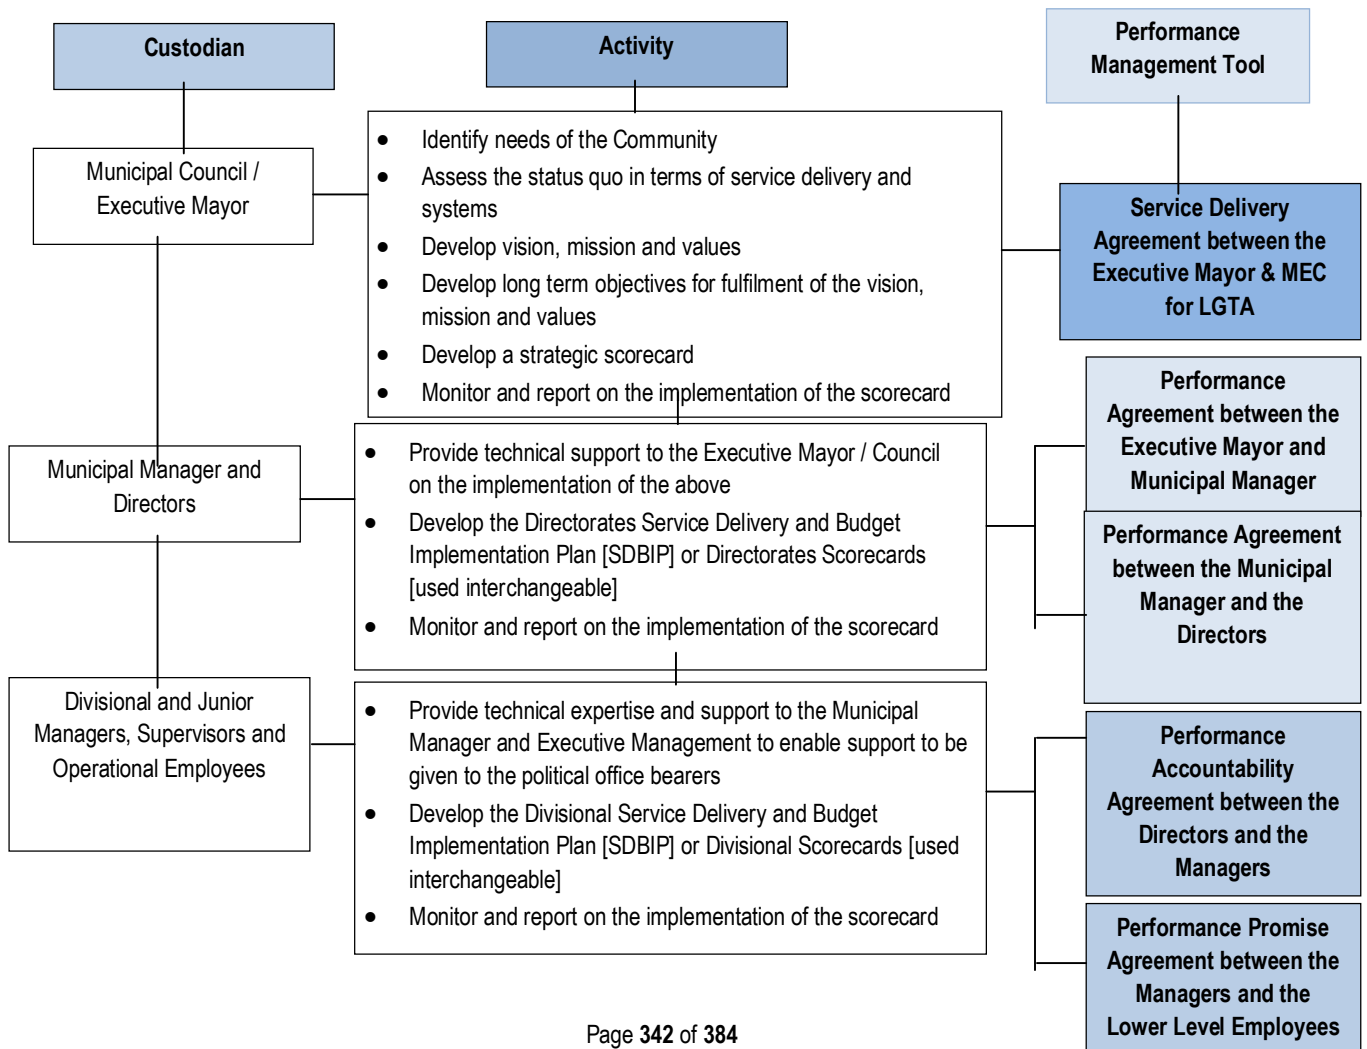 Custodian
Activity
Performance
Management Tool
Municipal Council /
Executive Mayor
• Identify needs of the Community
• Assess the status quo in terms of service delivery and
systems
• Develop vision, mission and values
• Develop long term objectives for fulfilment of the vision,
mission and values
• Develop a strategic scorecard
• Monitor and report on the implementation of the scorecard
Service Delivery
Agreement between the
Executive Mayor & MEC
for LGTA
Municipal Manager and
Directors
• Provide technical support to the Executive Mayor / Council
on the implementation of the above
• Develop the Directorates Service Delivery and Budget
Implementation Plan [SDBIP] or Directorates Scorecards
[used interchangeable]
• Monitor and report on the implementation of the scorecard
Performance
Agreement between the
Executive Mayor and
Municipal Manager
Performance Agreement
between the Municipal
Manager and the
Directors
Divisional and Junior
Managers, Supervisors and
Operational Employees
• Provide technical expertise and support to the Municipal
Manager and Executive Management to enable support to be
given to the political office bearers
• Develop the Divisional Service Delivery and Budget
Implementation Plan [SDBIP] or Divisional Scorecards [used
interchangeable]
• Monitor and report on the implementation of the scorecard
Performance
Accountability
Agreement between the
Directors and the
Managers
Performance Promise
Agreement between the
Managers and the
Lower Level Employees
Page 342 of 384